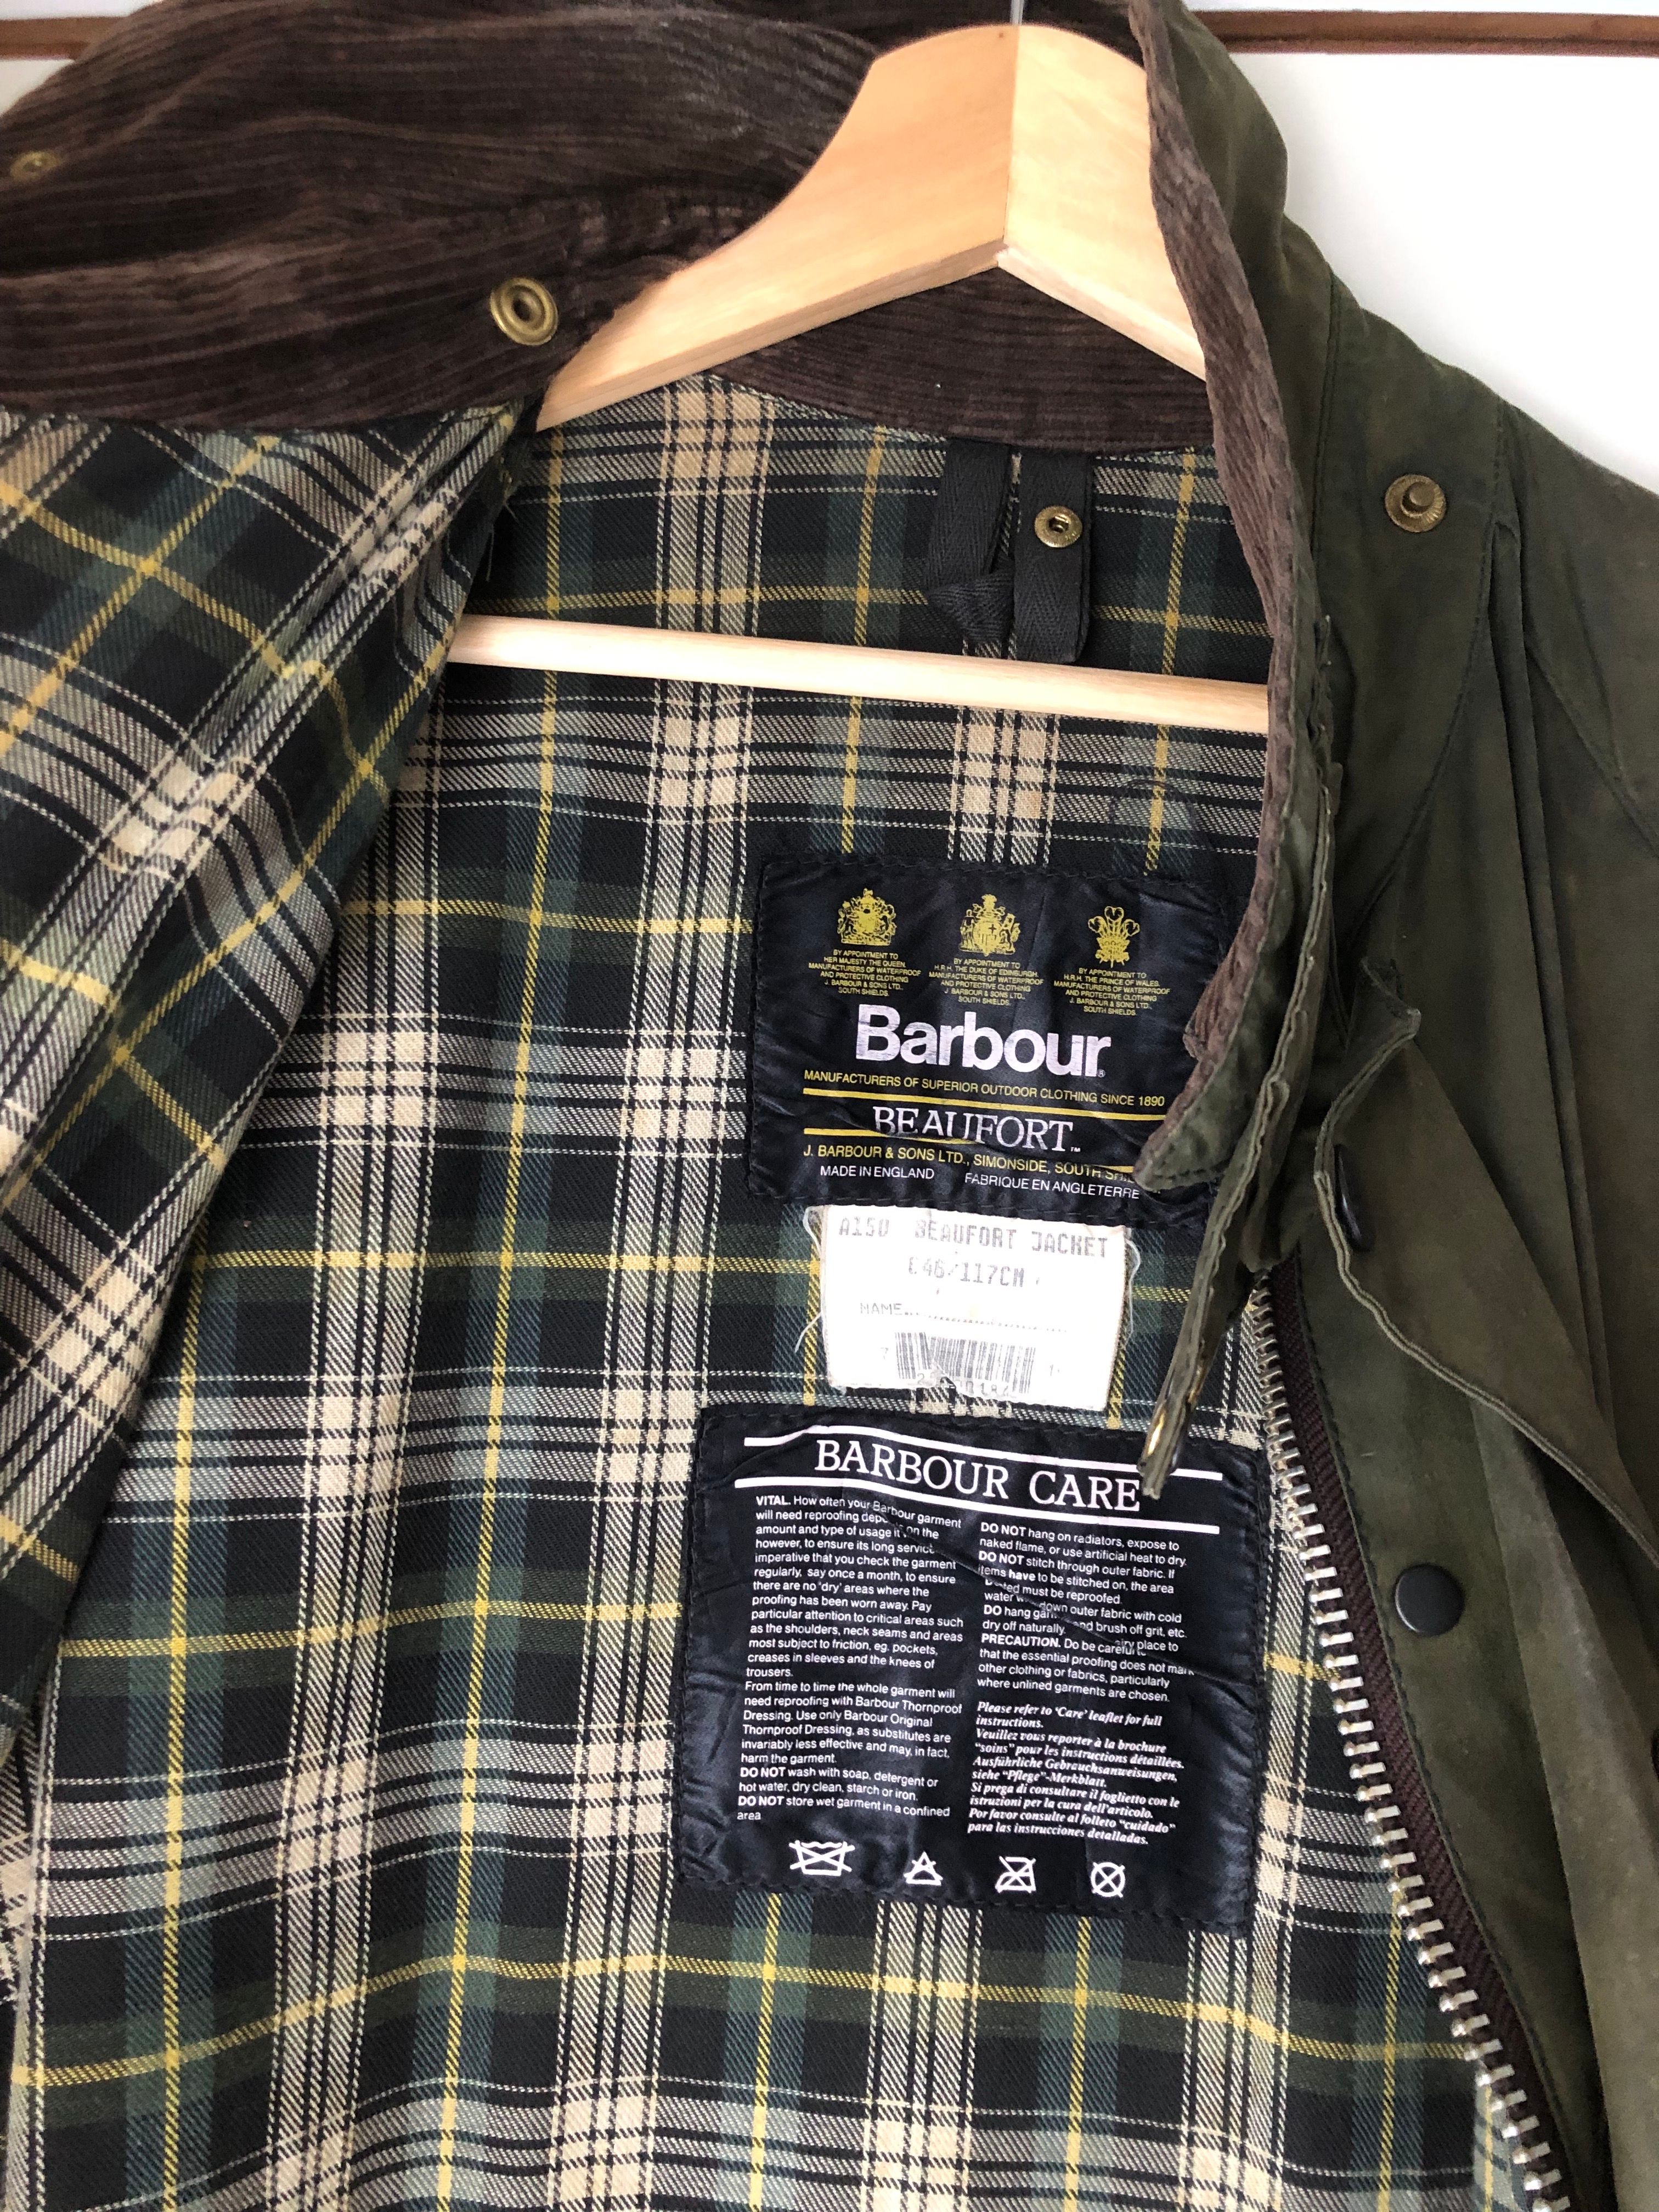 BY APPOINTMENT TO
HER MAJESTY THE QUEEN.
MANUFACTURERS OF WATERPROOF
AND PROTECTIVE CLOTHING
J. BARBOUR & SONS LTD.,
SOUTH SHIELDS.
BY APPOINTMENT TO
H.R.H. THE DUKE OF EDINBURGH.
MANUFACTURERS OF WATERPROOF
AND PROTECTIVE CLOTHING
J. BARBOUR & SONS LTD.,
SOUTH SHIELDS.
BY APPOINTMENT TO
H.R.H. THE PRINCE OF WALES.
MANUFACTURERS OF WATERPROOF
AND PROTECTIVE CLOTHING
J. BARBOUR & SONS LTD.,
SOUTH SHIELDS.
Barbour®
MANUFACTURERS OF SUPERIOR OUTDOOR CLOTHING SINCE 1890
BEAUFORT™
J. BARBOUR & SONS LTD., SIMONSIDE, SOUTH
MADE IN ENGLAND FABRIQUE EN ANGLETERRE
A150 BEAUFORT JACKET
C46/117CM
NAME
BARBOUR CARE
VITAL. How often your Barbour garment
will need reproofing
amount and type of usage it on the
however, to ensure its long service
imperative that you check the garment
regularly, say once a month, to ensure
there are no 'dry' areas where the
proofing has been worn away. Pay
particular attention to critical areas such
as the shoulders, neck seams and areas
most subject to friction, eg. pockets,
creases in sleeves and the knees of
trousers.
From time to time the whole garment will
need reproofing with Barbour Thornproof
Dressing. Use only Barbour Original
Thornproof Dressing, as substitutes are
invariably less effective and may, in fact,
harm the garment.
DO NOT wash with soap, detergent or
hot water, dry clean, starch or iron.
DO NOT store wet garment in a confined
area
DO NOT hang on radiators, expose to
naked flame, or use artificial heat to dry.
DO NOT stitch through outer fabric. If
items have to be stitched on, the area
must be reproofed.
down outer fabric with cold
water and brush off grit, etc.
DO hang place to
dry off naturally.
PRECAUTION. Do be careful
that the essential proofing does not mark
other clothing or fabrics, particularly
where unlined garments are chosen.
Please refer to 'Care' leaflet for full
instructions.
Veuillez vous reporter à la brochure
"soins" pour les instructions détaillées.
Ausführliche Gebrauchsanweisungen,
siehe "Pflege"-Merkblatt.
Si prega di consultare il foglietto con le
istruzioni per la cura dell'articolo.
Por favor consulte al folleto "cuidado"
para las instrucciones detalladas.